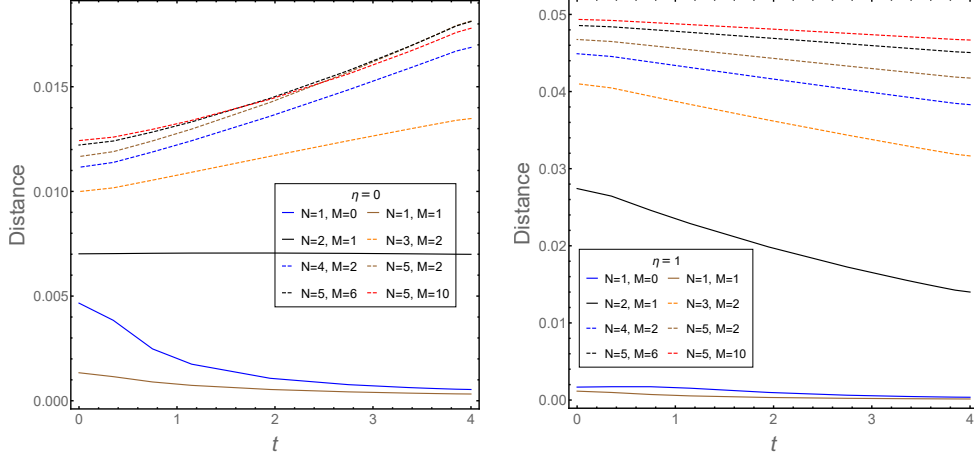 Distance
0.015
0.010
0.005
0.000
η = 0
N=1, M=0 N=1, M=1
N=2, M=1 N=3, M=2
N=4, M=2 N=5, M=2
N=5, M=6 N=5, M=10
0 1 2 3 4
t
Distance
0.05
0.04
0.03
0.02
0.01
0.00
η = 1
N=1, M=0 N=1, M=1
N=2, M=1 N=3, M=2
N=4, M=2 N=5, M=2
N=5, M=6 N=5, M=10
0 1 2 3 4
t